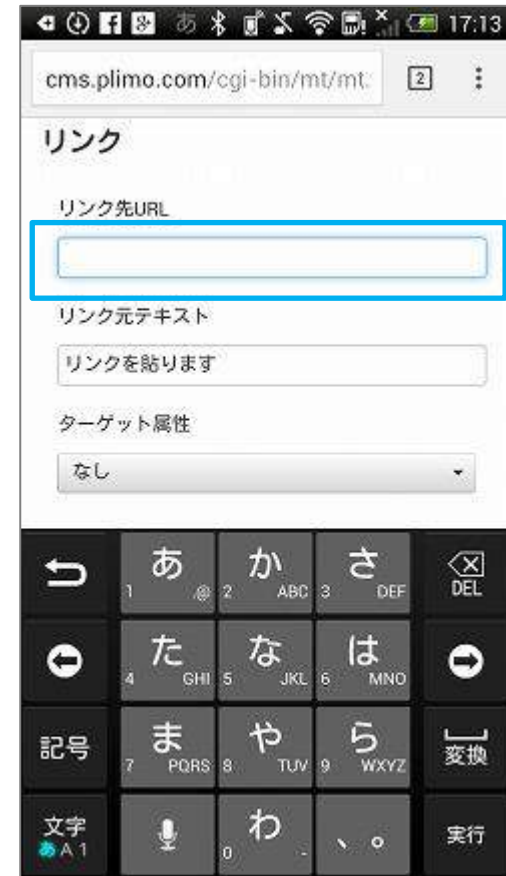 あ 17:13
cms.plimo.com/cgi-bin/mt/mt. 2
リンク
リンク先URL
リンク元テキスト
リンクを貼ります
ターゲット属性
なし
あ 1 .@ か 2 ABC さ 3 DEF DEL
た 4 GHI な 5 JKL は 6 MNO
記号 ま 7 PQRS や 8 TUV ら 9 WXYZ 変換
文字 あA1 わ 0 - 、。 実行